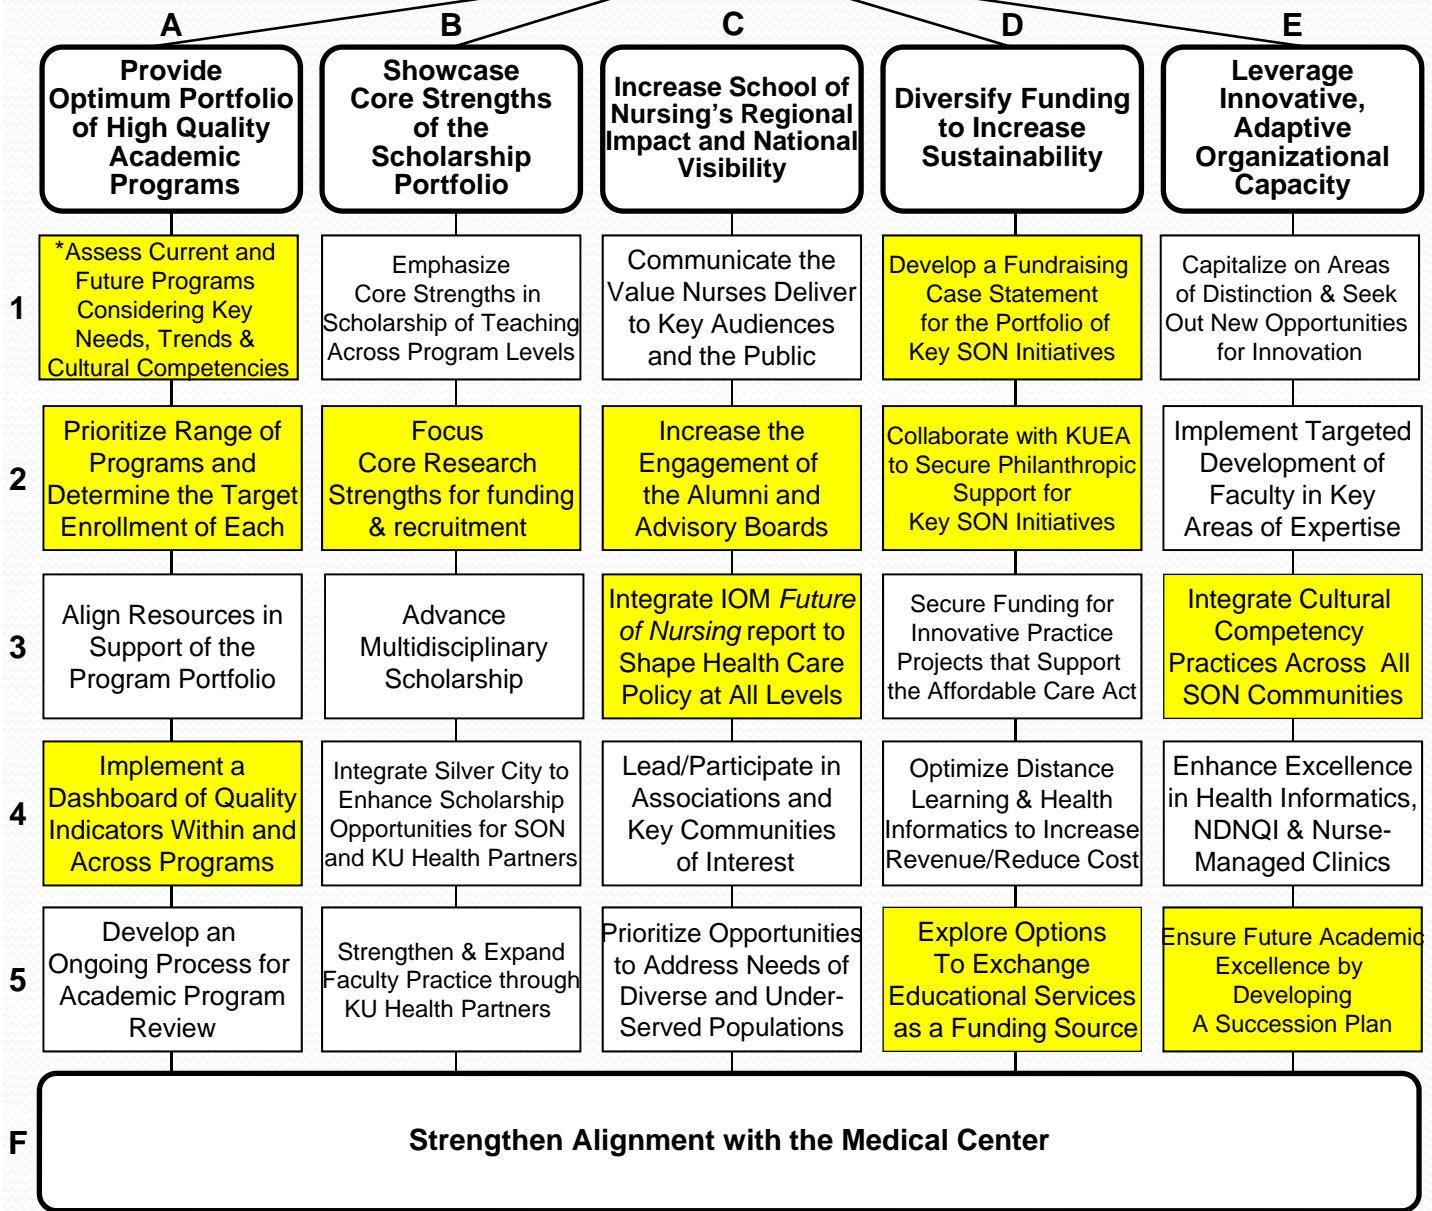 A
B
C
D
E
Provide
Optimum Portfolio
of High Quality
Academic
Programs
Showcase
Core Strengths
of the
Scholarship
Portfolio
Increase School of
Nursing’s Regional
Impact and National
Visibility
Diversify Funding
to Increase
Sustainability
Leverage
Innovative,
Adaptive
Organizational
Capacity
1
*Assess Current and
Future Programs
Considering Key
Needs, Trends &
Cultural Competencies
Emphasize
Core Strengths in
Scholarship of Teaching
Across Program Levels
Communicate the
Value Nurses Deliver
to Key Audiences
and the Public
Develop a Fundraising
Case Statement
for the Portfolio of
Key SON Initiatives
Capitalize on Areas
of Distinction & Seek
Out New Opportunities
for Innovation
2
Prioritize Range of
Programs and
Determine the Target
Enrollment of Each
Focus
Core Research
Strengths for funding
& recruitment
Increase the
Engagement of
the Alumni and
Advisory Boards
Collaborate with KUEA
to Secure Philanthropic
Support for
Key SON Initiatives
Implement Targeted
Development of
Faculty in Key
Areas of Expertise
3
Align Resources in
Support of the
Program Portfolio
Advance
Multidisciplinary
Scholarship
Integrate IOM Future
of Nursing report to
Shape Health Care
Policy at All Levels
Secure Funding for
Innovative Practice
Projects that Support
the Affordable Care Act
Integrate Cultural
Competency
Practices Across All
SON Communities
4
Implement a
Dashboard of Quality
Indicators Within and
Across Programs
Integrate Silver City to
Enhance Scholarship
Opportunities for SON
and KU Health Partners
Lead/Participate in
Associations and
Key Communities
of Interest
Optimize Distance
Learning & Health
Informatics to Increase
Revenue/Reduce Cost
Enhance Excellence
in Health Informatics,
NDNQI & Nurse-
Managed Clinics
5
Develop an
Ongoing Process for
Academic Program
Review
Strengthen & Expand
Faculty Practice through
KU Health Partners
Prioritize Opportunities
to Address Needs of
Diverse and Under-
Served Populations
Explore Options
To Exchange
Educational Services
as a Funding Source
Ensure Future Academic
Excellence by
Developing
A Succession Plan
F
Strengthen Alignment with the Medical Center